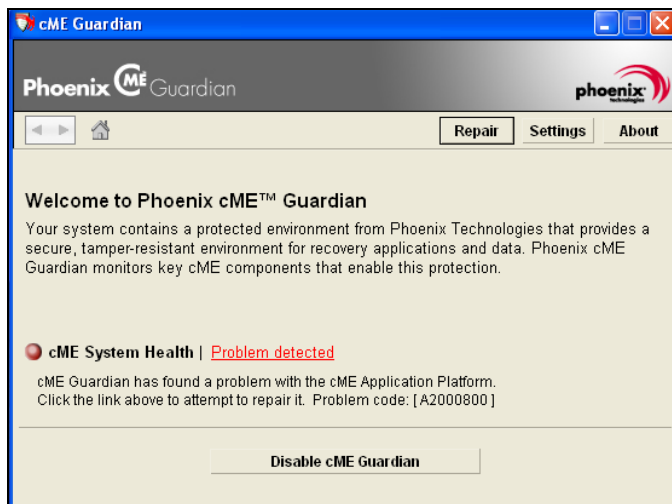 cME Guardian
Phoenix cME Guardian
phoenix
technologies
Repair Settings About
Welcome to Phoenix cME™ Guardian
Your system contains a protected environment from Phoenix Technologies that provides a
secure, tamper-resistant environment for recovery applications and data. Phoenix cME
Guardian monitors key cME components that enable this protection.
cME System Health | Problem detected
cME Guardian has found a problem with the cME Application Platform.
Click the link above to attempt to repair it. Problem code: [ A2000800 ]
Disable cME Guardian